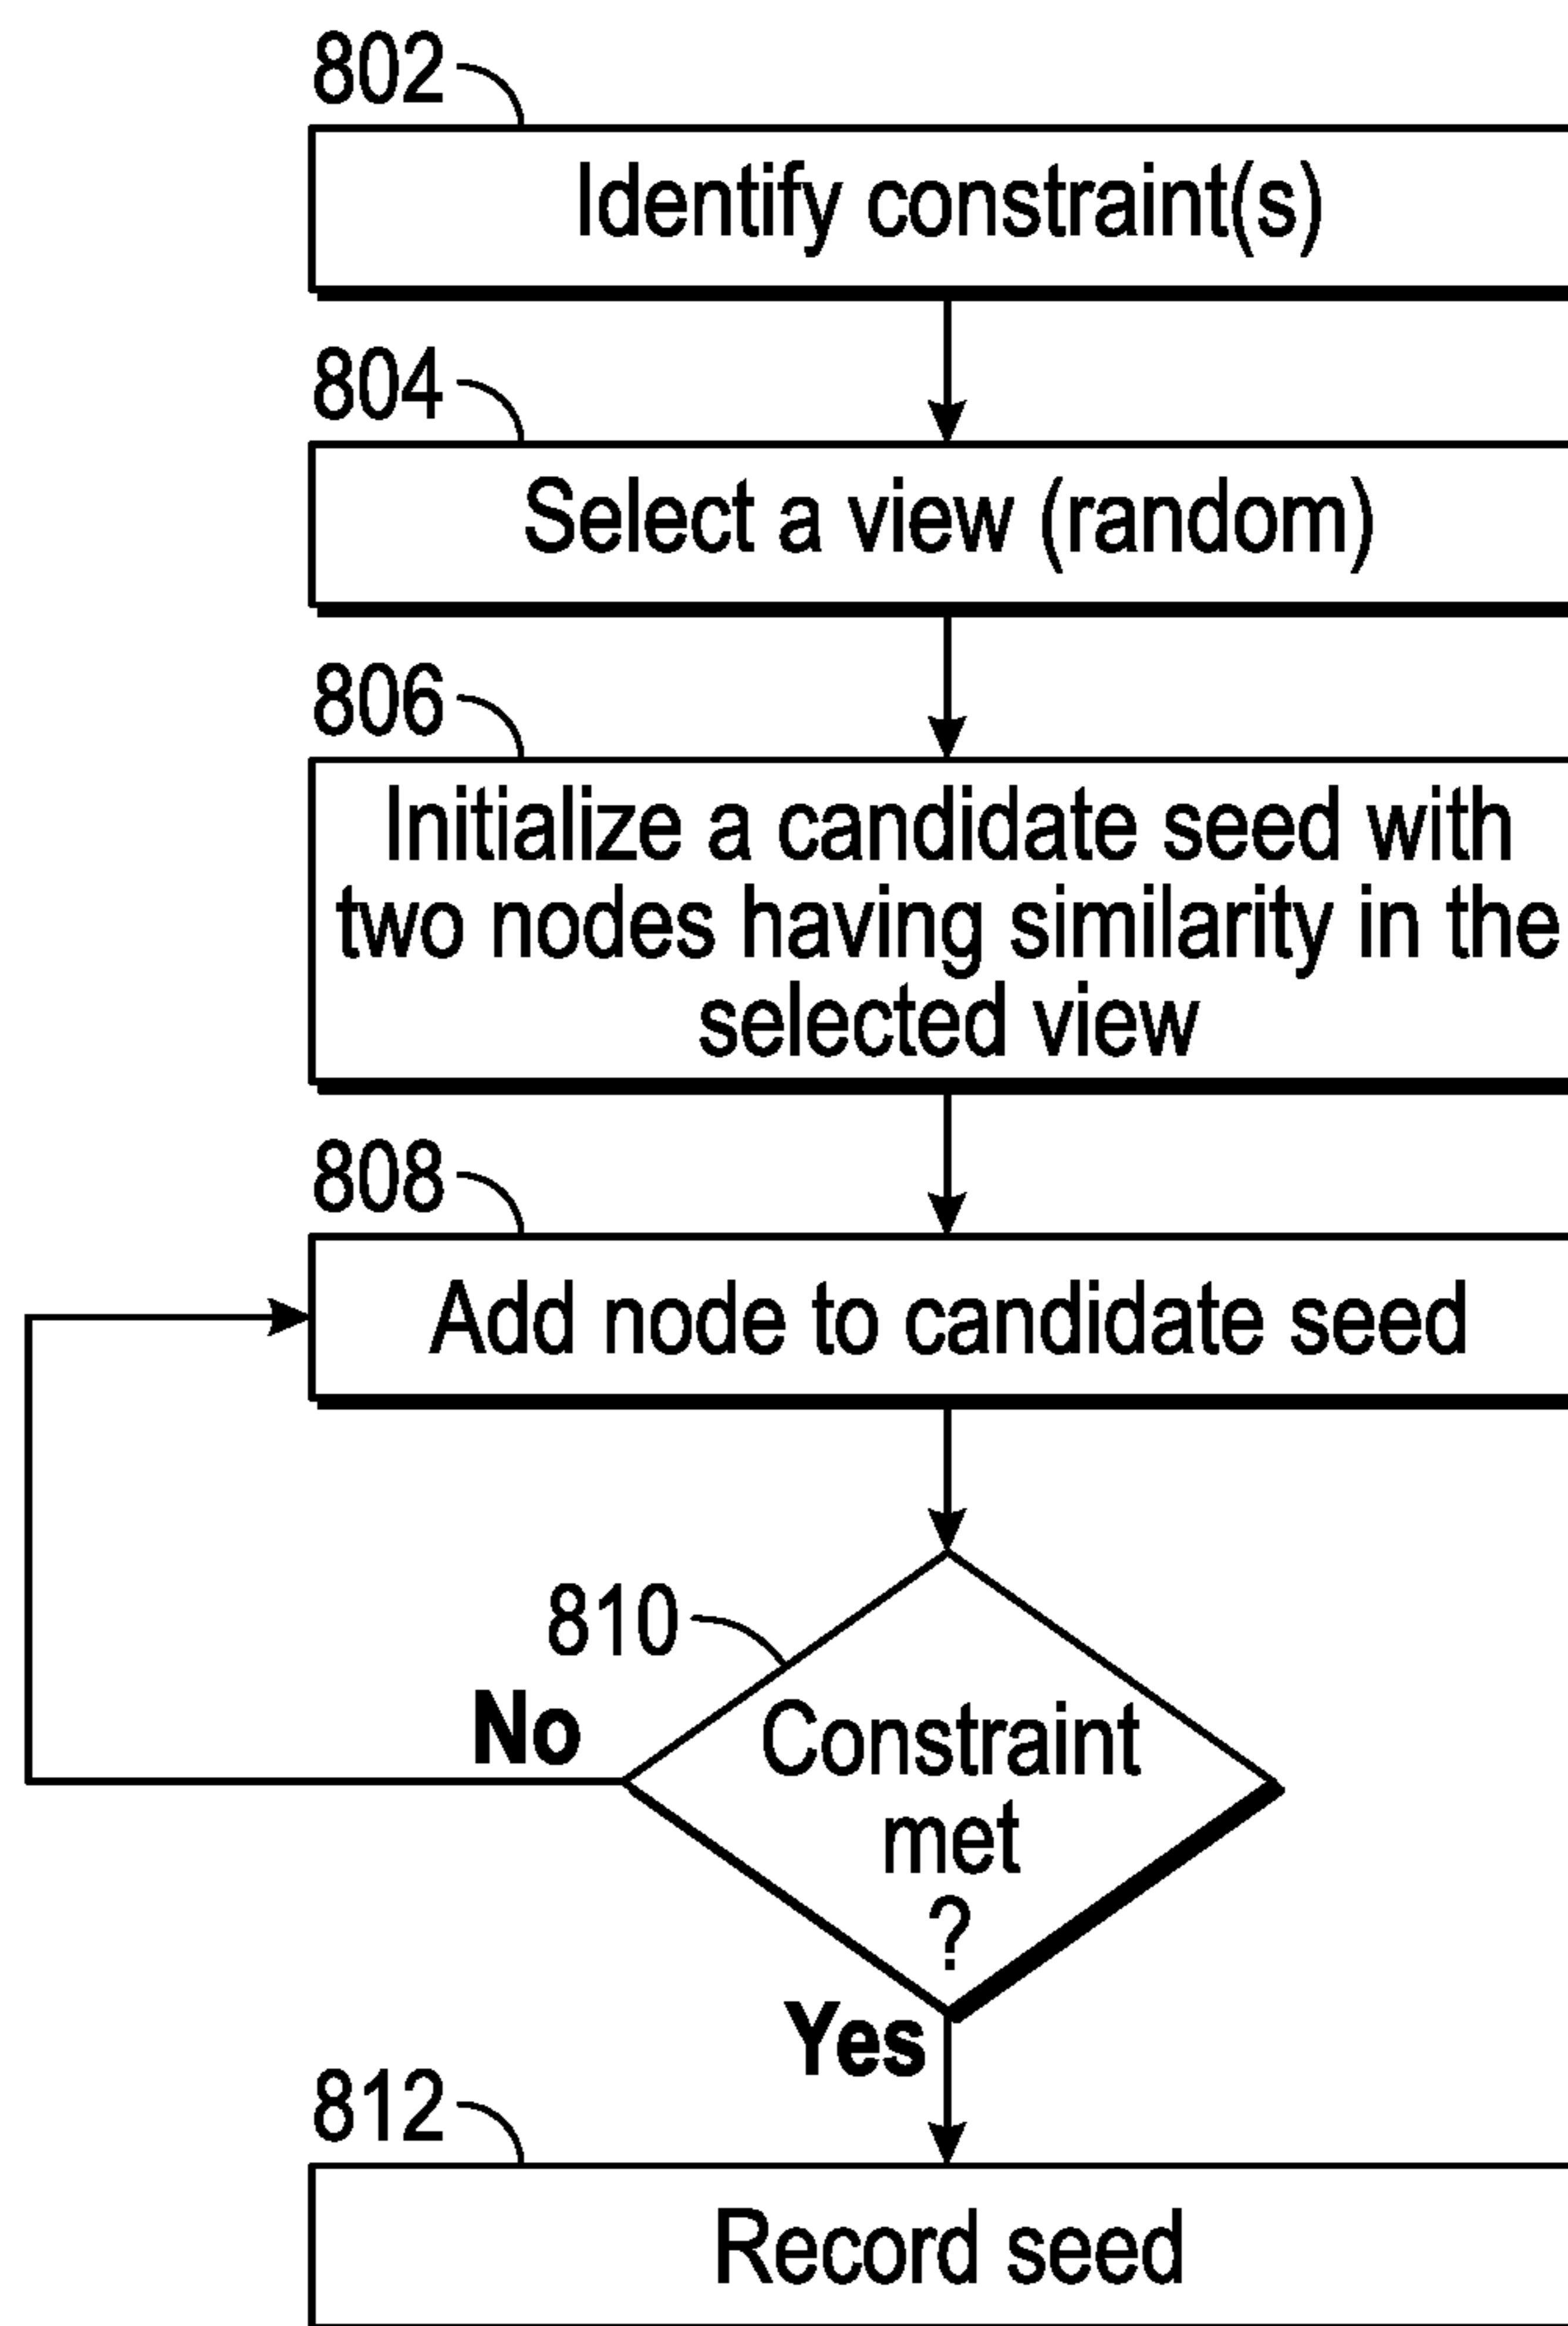 802
Identify constraint(s)
804
Select a view (random)
806
Initialize a candidate seed with
two nodes having similarity in the
selected view
808
Add node to candidate seed
810
No
Constraint
met
?
Yes
812
Record seed